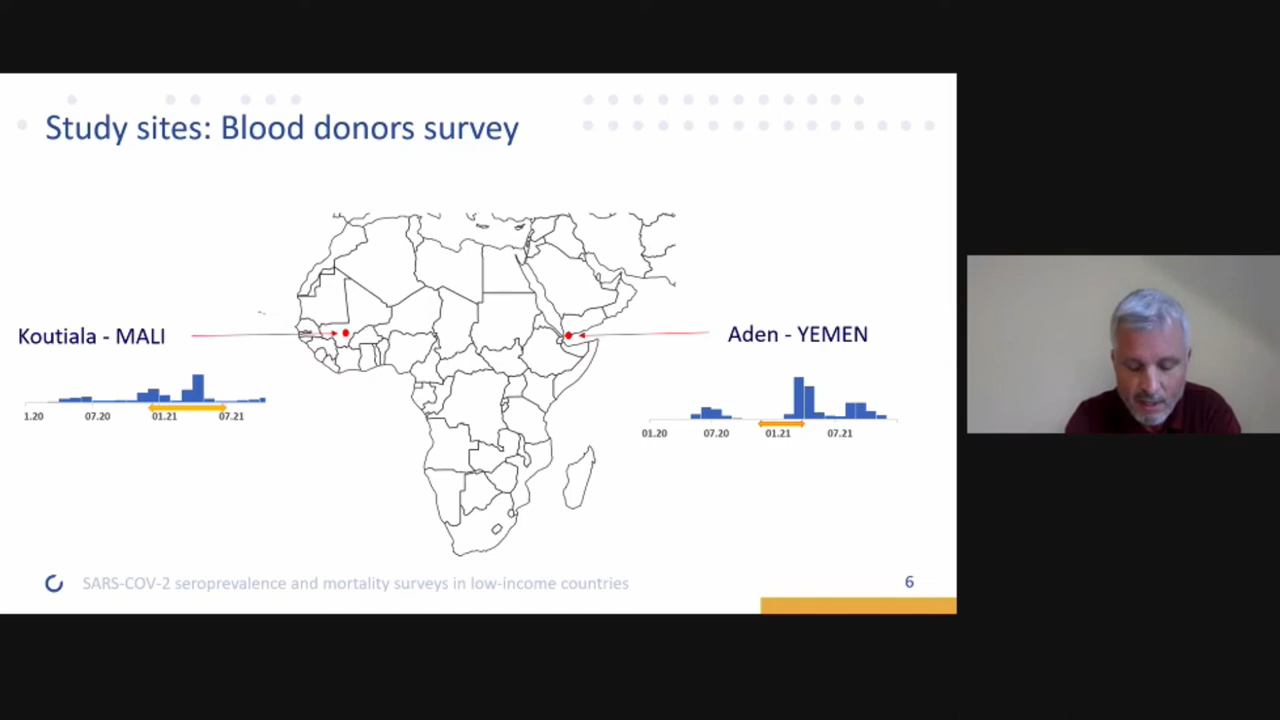 Study sites: Blood donors survey
Koutiala - MALI
Aden - YEMEN
1.20 07.20 01.21 07.21
01.20 07.20 01.21 07.21
SARS-COV-2 seroprevalence and mortality surveys in low-income countries
6